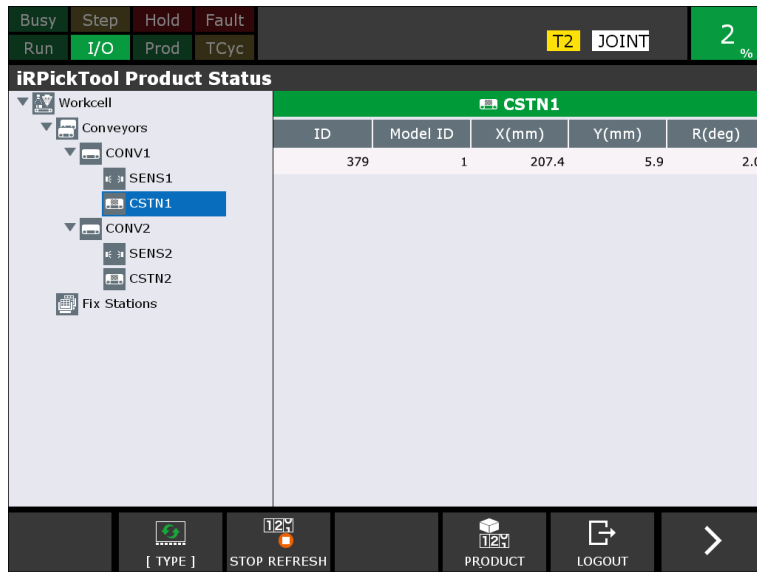 Busy Step Hold Fault
Run I/O Prod TCyc
T2 JOINT
2 %
iRPickTool Product Status
Workcell
Conveyors
CONV1
SENS1
CSTN1
CONV2
SENS2
CSTN2
Fix Stations
CSTN1
ID Model ID X(mm) Y(mm) R(deg)
379 1 207.4 5.9 2.0
[ TYPE ] STOP REFRESH PRODUCT LOGOUT